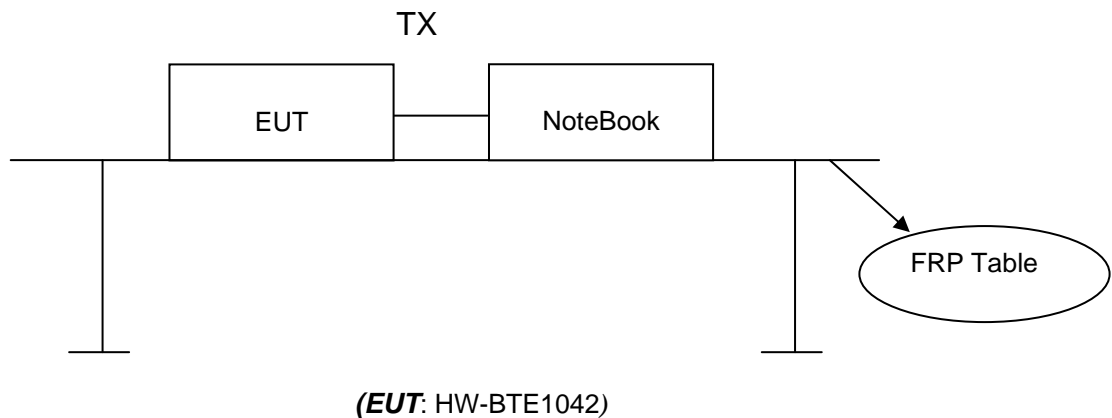 TX
EUT
NoteBook
FRP Table
(EUT: HW-BTE1042)